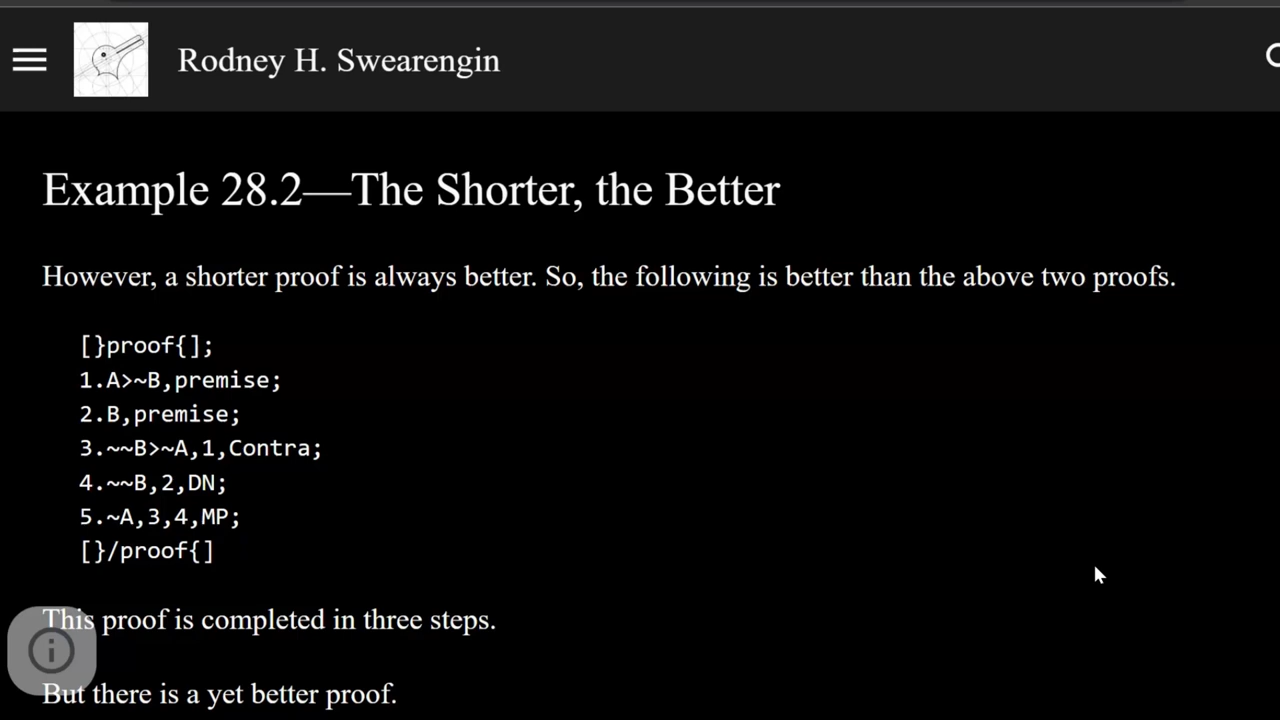 Rodney H. Swearengin
Example 28.2—The Shorter, the Better
However, a shorter proof is always better. So, the following is better than the above two proofs.
[}proof{];
1.A>~B,premise;
2.B,premise;
3.~~B>~A,1,Contra;
4.~~B,2,DN;
5.~A,3,4,MP;
[}/proof{]
This proof is completed in three steps.
But there is a yet better proof.